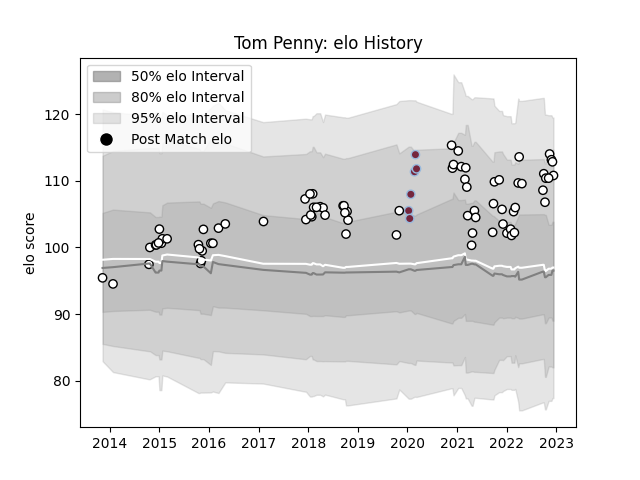 Tom Penny: elo History
50% elo Interval
80% elo Interval
95% elo Interval
Post Match elo
elo score
120
110
100
90
80
2014 2015 2016 2017 2018 2019 2020 2021 2022 2023